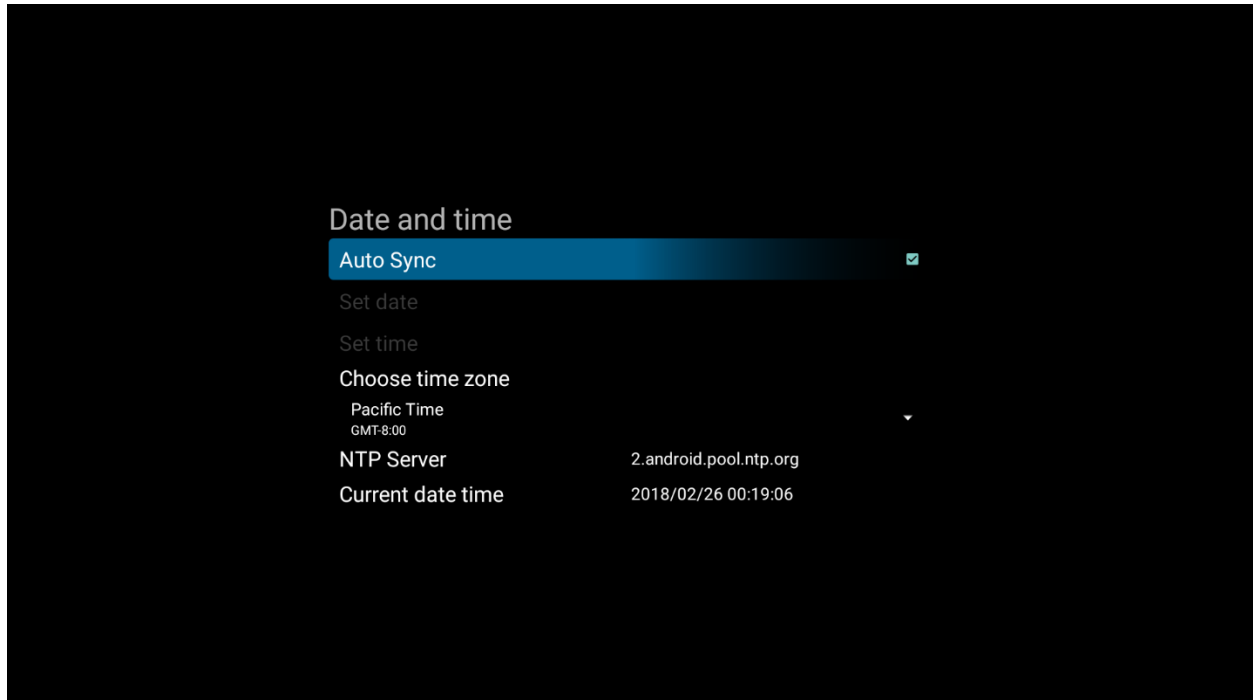 Date and time
Auto Sync
Set date
Set time
Choose time zone
Pacific Time
GMT-8:00
NTP Server 2.android.pool.ntp.org
Current date time 2018/02/26 00:19:06